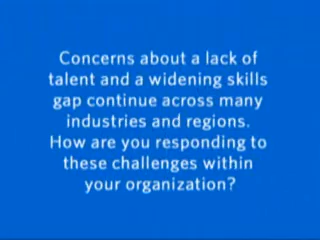 Concerns about a lack of
talent and a widening skills
gap continue across many
industries and regions.
How are you responding to
these challenges within
your organization?